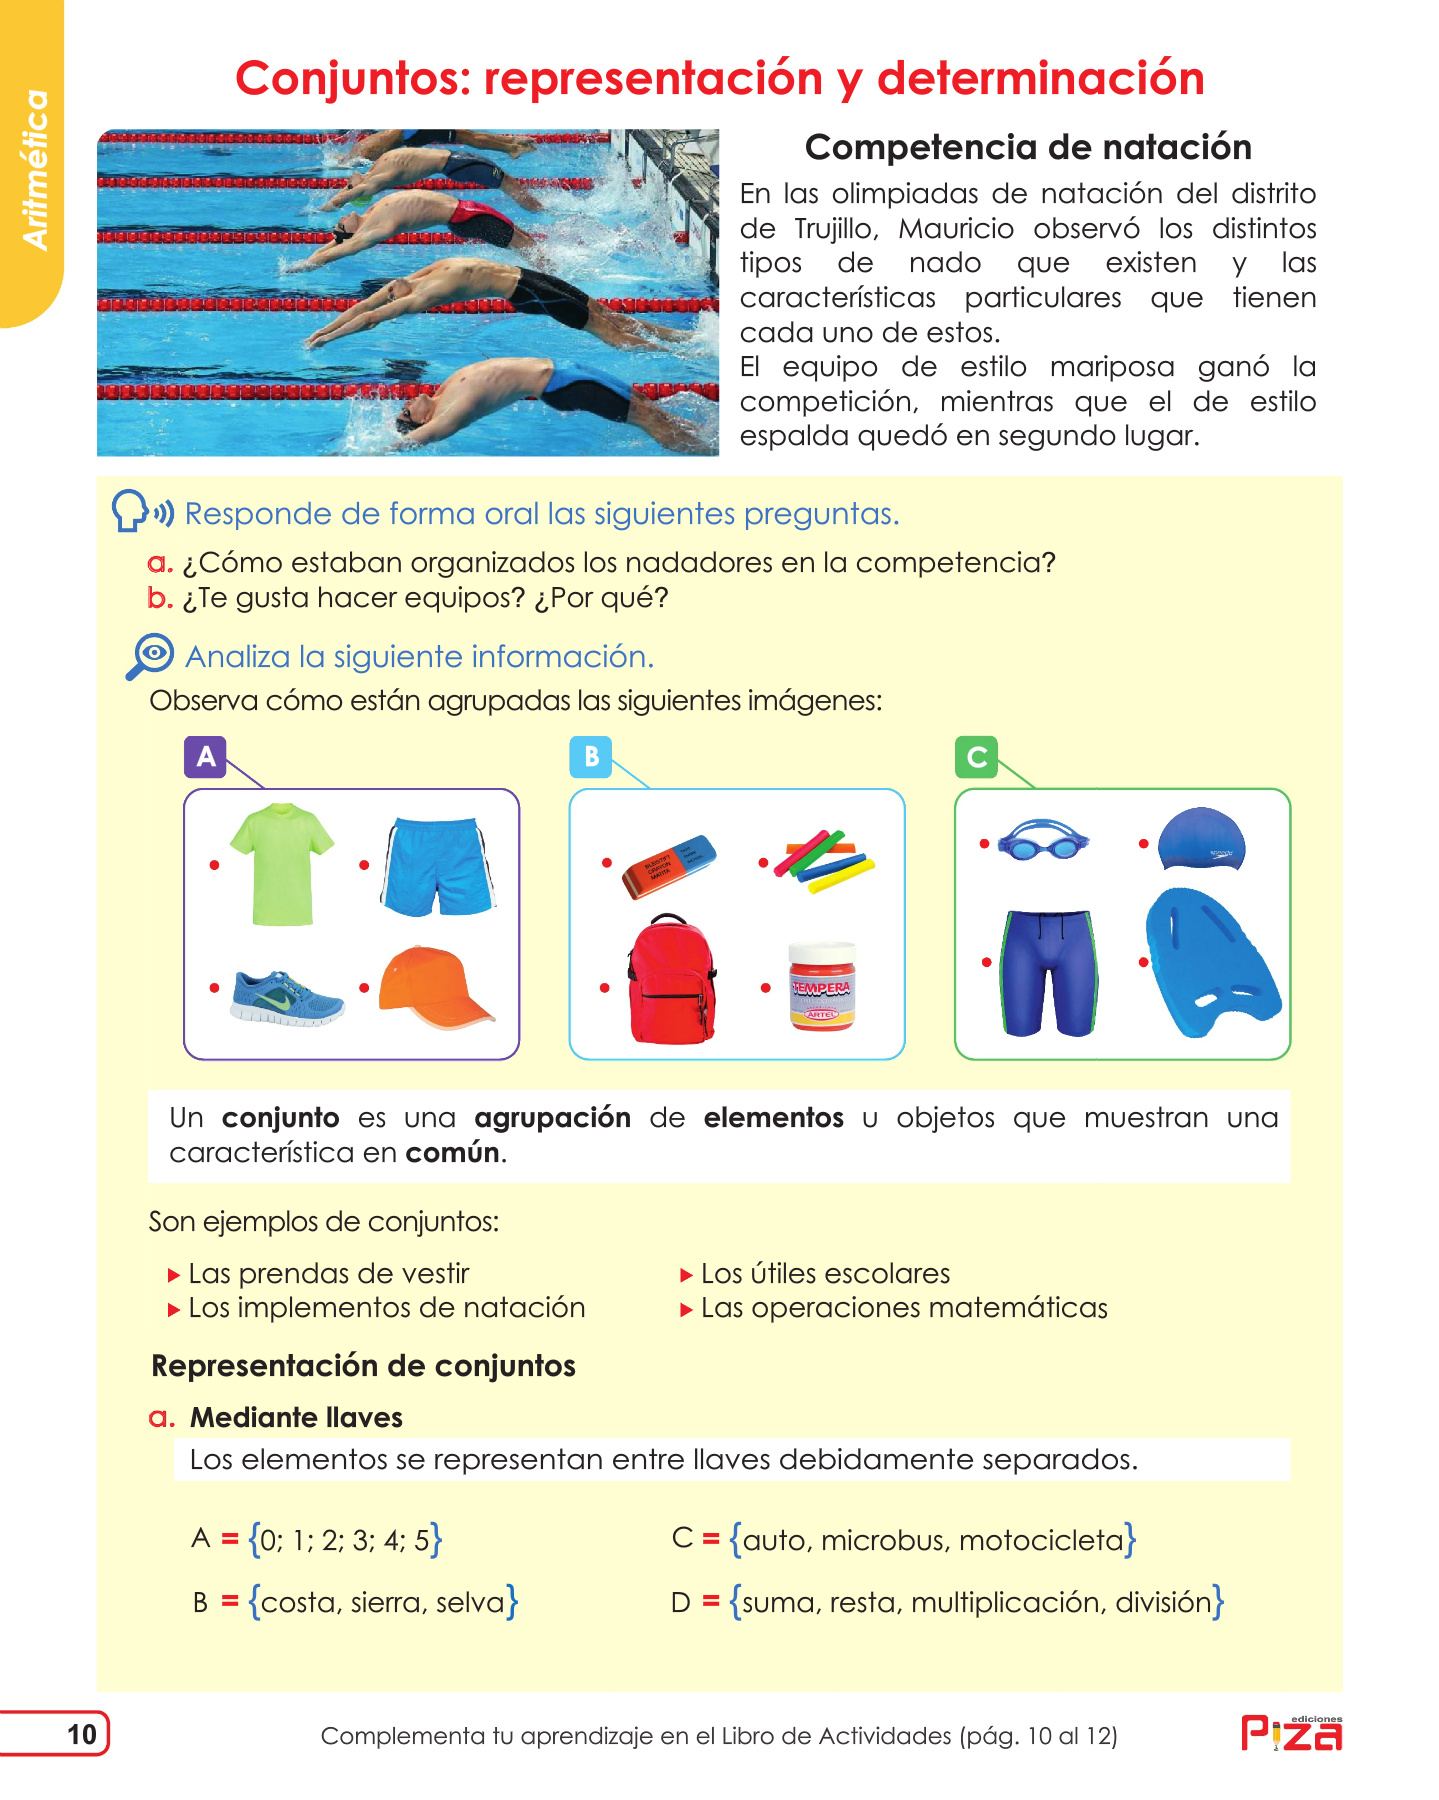 Aritmética
Conjuntos: representación y determinación
Competencia de natación
En las olimpiadas de natación del distrito
de Trujillo, Mauricio observó los distintos
tipos de nado que existen y las
características particulares que tienen
cada uno de estos.
El equipo de estilo mariposa ganó la
competición, mientras que el de estilo
espalda quedó en segundo lugar.
Responde de forma oral las siguientes preguntas.
a. ¿Cómo estaban organizados los nadadores en la competencia?
b. ¿Te gusta hacer equipos? ¿Por qué?
Analiza la siguiente información.
Observa cómo están agrupadas las siguientes imágenes:
A
B
C
speedo
TEMPERA
ARTEL
Un conjunto es una agrupación de elementos u objetos que muestran una
característica en común.
Son ejemplos de conjuntos:
Las prendas de vestir
Los implementos de natación
Los útiles escolares
Las operaciones matemáticas
Representación de conjuntos
a. Mediante llaves
Los elementos se representan entre llaves debidamente separados.
A = {0; 1; 2; 3; 4; 5}
C = {auto, microbus, motocicleta}
B = {costa, sierra, selva}
D = {suma, resta, multiplicación, división}
10
Complementa tu aprendizaje en el Libro de Actividades (pág. 10 al 12)
ediciones
Piza